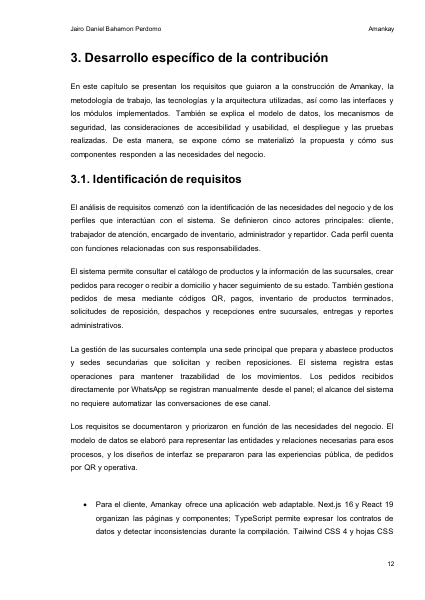 Jairo Daniel Bahamon Perdomo Amankay
3. Desarrollo específico de la contribución
En este capítulo se presentan los requisitos que guiaron a la construcción de Amankay, la
metodología de trabajo, las tecnologías y la arquitectura utilizadas, así como las interfaces y
los módulos implementados. También se explica el modelo de datos, los mecanismos de
seguridad, las consideraciones de accesibilidad y usabilidad, el despliegue y las pruebas
realizadas. De esta manera, se expone cómo se materializó la propuesta y cómo sus
componentes responden a las necesidades del negocio.
3.1. Identificación de requisitos
El análisis de requisitos comenzó con la identificación de las necesidades del negocio y de los
perfiles que interactúan con el sistema. Se definieron cinco actores principales: cliente,
trabajador de atención, encargado de inventario, administrador y repartidor. Cada perfil cuenta
con funciones relacionadas con sus responsabilidades.
El sistema permite consultar el catálogo de productos y la información de las sucursales, crear
pedidos para recoger o recibir a domicilio y hacer seguimiento de su estado. También gestiona
pedidos de mesa mediante códigos QR, pagos, inventario de productos terminados,
solicitudes de reposición, despachos y recepciones entre sucursales, entregas y reportes
administrativos.
La gestión de las sucursales contempla una sede principal que prepara y abastece productos
y sedes secundarias que solicitan y reciben reposiciones. El sistema registra estas
operaciones para mantener trazabilidad de los movimientos. Los pedidos recibidos
directamente por WhatsApp se registran manualmente desde el panel; el alcance del sistema
no requiere automatizar las conversaciones de ese canal.
Los requisitos se documentaron y priorizaron en función de las necesidades del negocio. El
modelo de datos se elaboró para representar las entidades y relaciones necesarias para esos
procesos, y los diseños de interfaz se prepararon para las experiencias pública, de pedidos
por QR y operativa.
• Para el cliente, Amankay ofrece una aplicación web adaptable. Next.js 16 y React 19
organizan las páginas y componentes; TypeScript permite expresar los contratos de
datos y detectar inconsistencias durante la compilación. Tailwind CSS 4 y hojas CSS
12